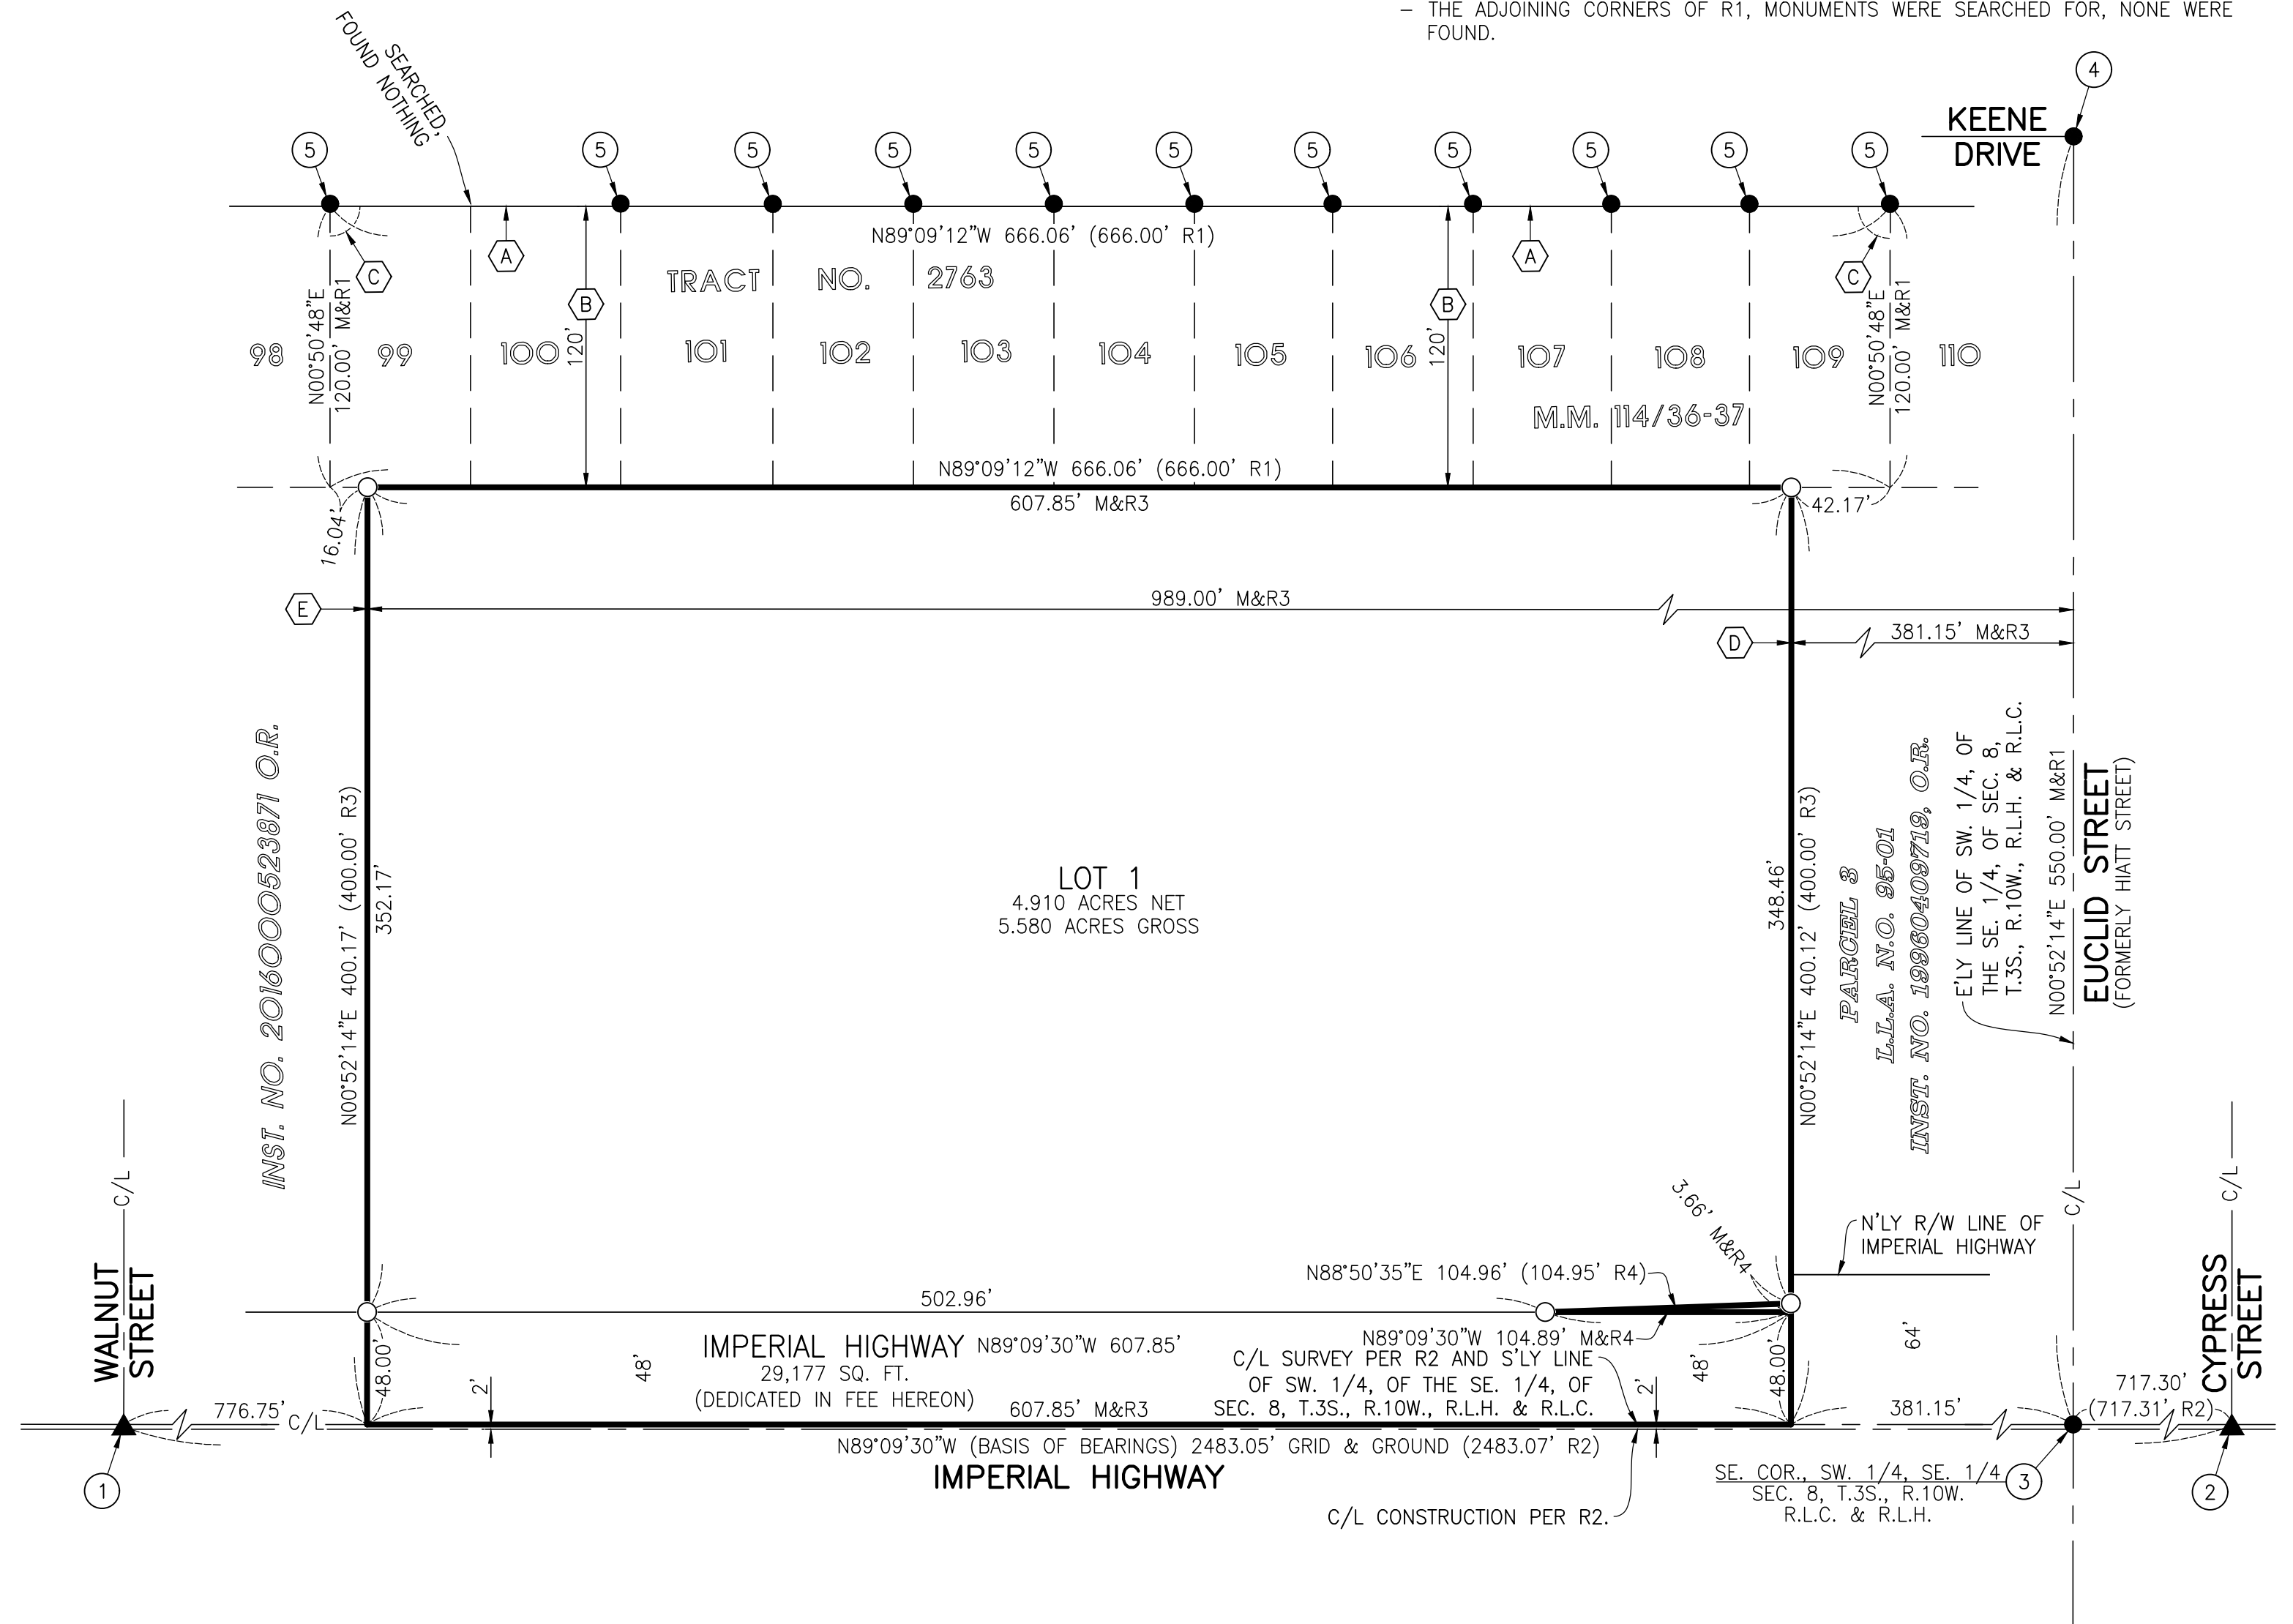 – THE ADJOINING CORNERS OF R1, MONUMENTS WERE SEARCHED FOR, NONE WERE
FOUND.
SEARCHED,
FOUND NOTHING
4
KEENE
DRIVE
5 5 5 5 5 5 5 5 5 5
N89°09'12"W 666.06' (666.00' R1)
A A
C C
TRACT NO. 2763
B B
N00°50'48"E
120.00' M&R1
120'
120'
N00°50'48"E
120.00' M&R1
98 99 100 101 102 103 104 105 106 107 108 109 110
M.M. 114/36-37
N89°09'12"W 666.06' (666.00' R1)
607.85' M&R3
16.04'
42.17'
E
989.00' M&R3
D
381.15' M&R3
INST. NO. 2016000523871 O.R.
N00°52'14"E 400.17' (400.00' R3)
352.17'
LOT 1
4.910 ACRES NET
5.580 ACRES GROSS
348.46'
N00°52'14"E 400.12' (400.00' R3)
PARCEL 3
L.L.A. N.O. 95-01
INST. NO. 19960409719, O.R.
E'LY LINE OF SW. 1/4, OF
THE SE. 1/4, OF SEC. 8,
T.3S., R.10W., R.L.H. & R.L.C.
N00°52'14"E 550.00' M&R1
EUCLID STREET
(FORMERLY HIATT STREET)
C/L
C/L
C/L
3.66' M&R4
N'LY R/W LINE OF
IMPERIAL HIGHWAY
WALNUT
STREET
CYPRESS
STREET
N88°50'35"E 104.96' (104.95' R4)
502.96'
N89°09'30"W 104.89' M&R4
IMPERIAL HIGHWAY N89°09'30"W 607.85'
29,177 SQ. FT.
(DEDICATED IN FEE HEREON)
C/L SURVEY PER R2 AND S'LY LINE
OF SW. 1/4, OF THE SE. 1/4, OF
SEC. 8, T.3S., R.10W., R.L.H. & R.L.C.
48.00'
2'
48'
2'
48'
48.00'
64'
776.75'
C/L
607.85' M&R3
381.15'
717.30'
(717.31' R2)
N89°09'30"W (BASIS OF BEARINGS) 2483.05' GRID & GROUND (2483.07' R2)
IMPERIAL HIGHWAY
1
SE. COR., SW. 1/4, SE. 1/4
SEC. 8, T.3S., R.10W.
R.L.C. & R.L.H.
3
2
C/L CONSTRUCTION PER R2.